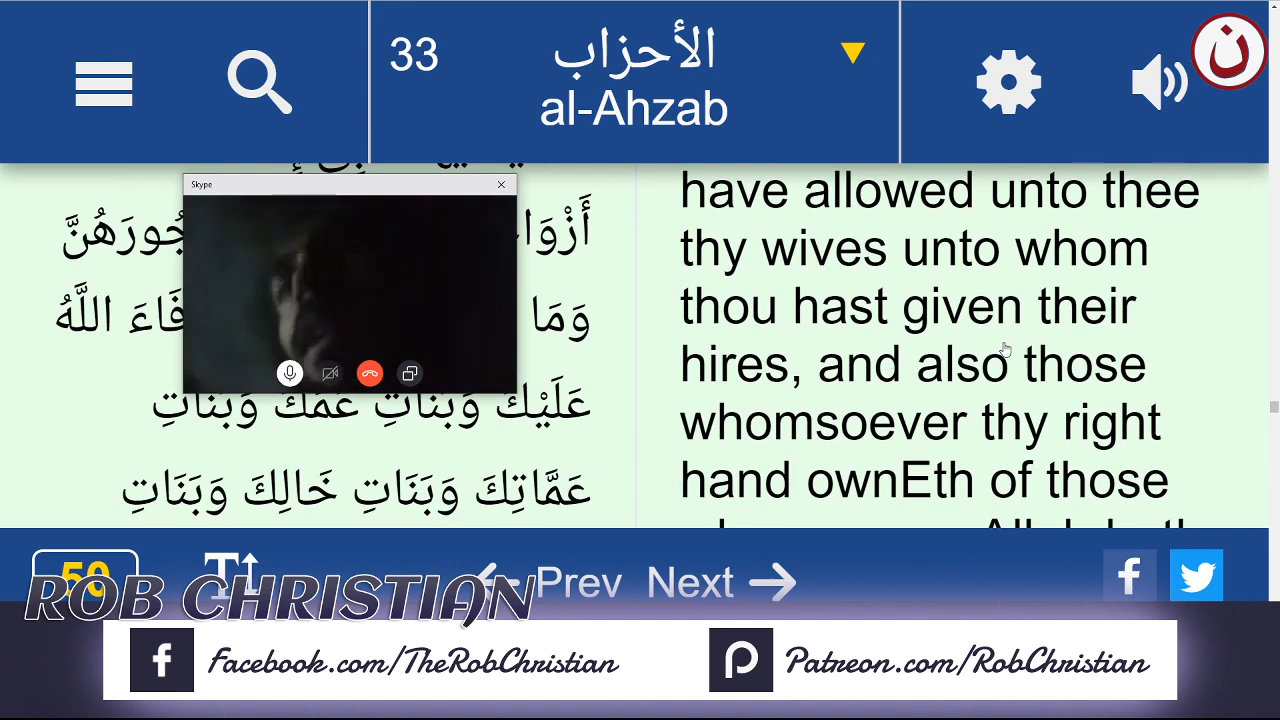 33
الأحزاب
al-Ahzab
ن
Skype
have allowed unto thee
thy wives unto whom
thou hast given their
hires, and also those
whomsoever thy right
hand ownEth of those
وَمَا
اللَّهُ
عَلَيْكَ وَبَنَاتِ عَمِّكَ وَبَنَاتِ
عَمَّاتِكَ وَبَنَاتِ خَالِكَ وَبَنَاتِ
50
T
Prev Next
ROB CHRISTIAN
Facebook.com/TheRobChristian
Patreon.com/RobChristian